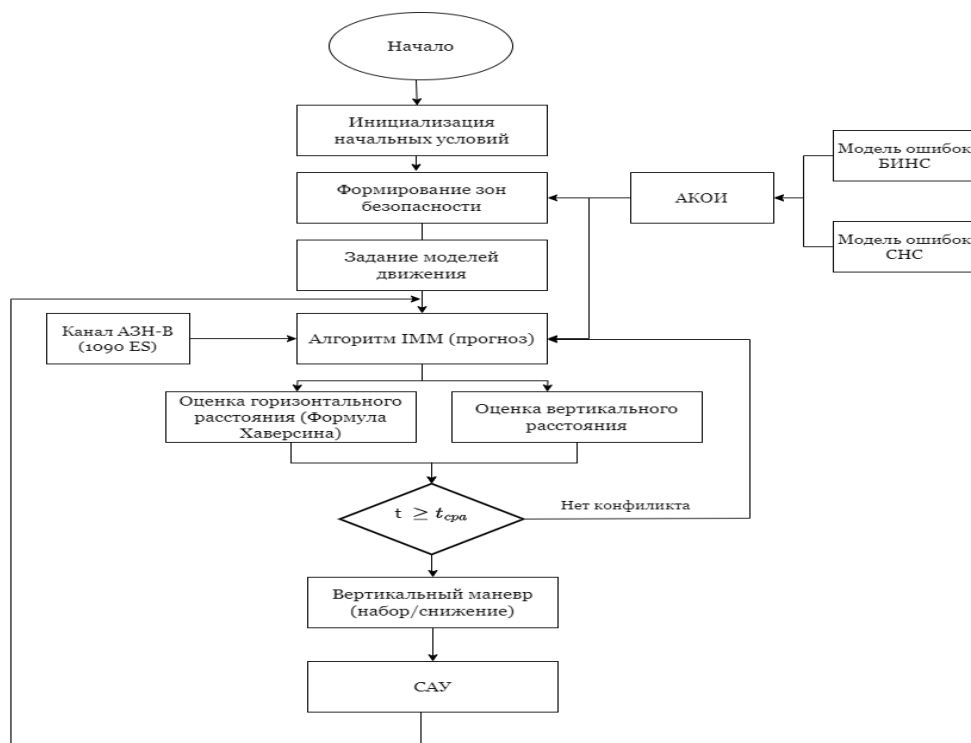 Начало
Инициализация
начальных условий
Формирование зон
безопасности
АКОИ
Модель ошибок
БИНС
Модель ошибок
СНС
Задание моделей
движения
Канал АЗН-В
(1090 ES)
Алгоритм IMM (прогноз)
Оценка горизонтального
расстояния (Формула
Хаверсина)
Оценка вертикального
расстояния
t ≥ t_cpa
Нет конфиликта
Вертикальный маневр
(набор/снижение)
САУ